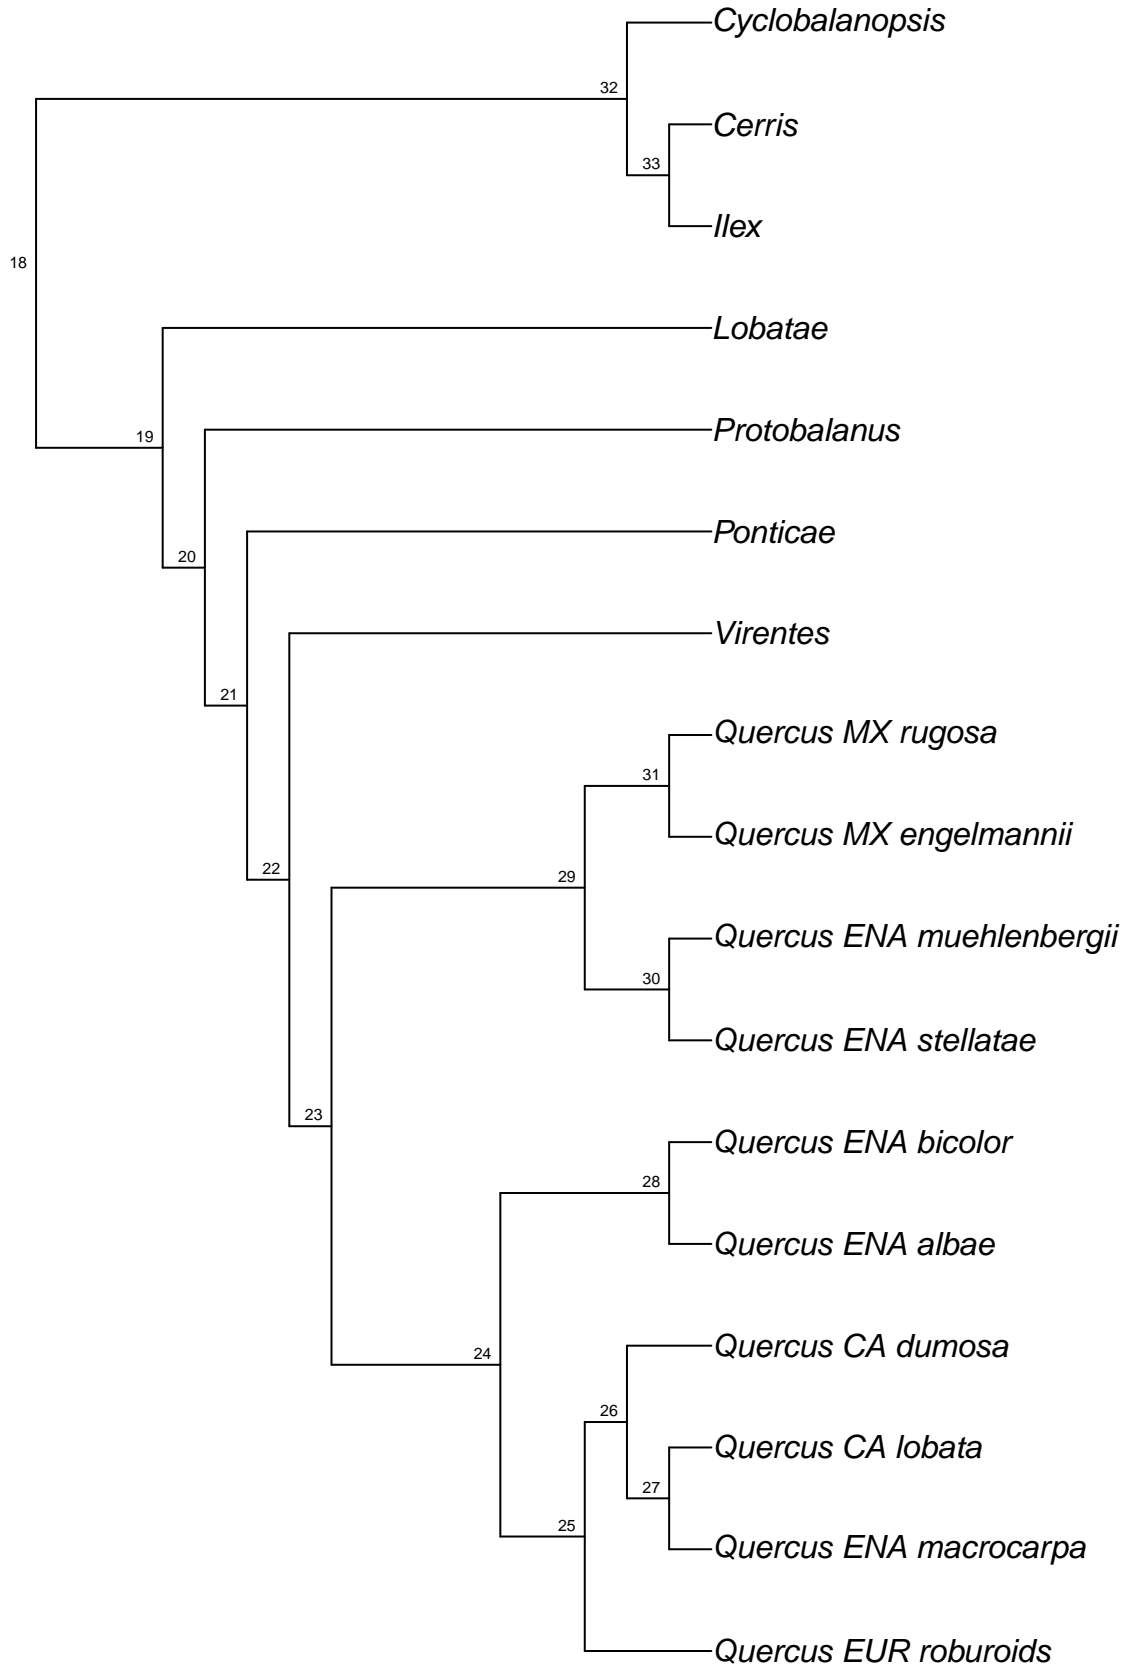 Cyclobalanopsis
32
Cerris
33
Ilex
18
Lobatae
Protobalanus
19
Ponticae
20
Virentes
21
Quercus MX rugosa
31
Quercus MX engelmannii
22
29
Quercus ENA muehlenbergii
30
Quercus ENA stellatae
23
Quercus ENA bicolor
28
Quercus ENA albae
Quercus CA dumosa
24
26
Quercus CA lobata
27
25
Quercus ENA macrocarpa
Quercus EUR roburoids